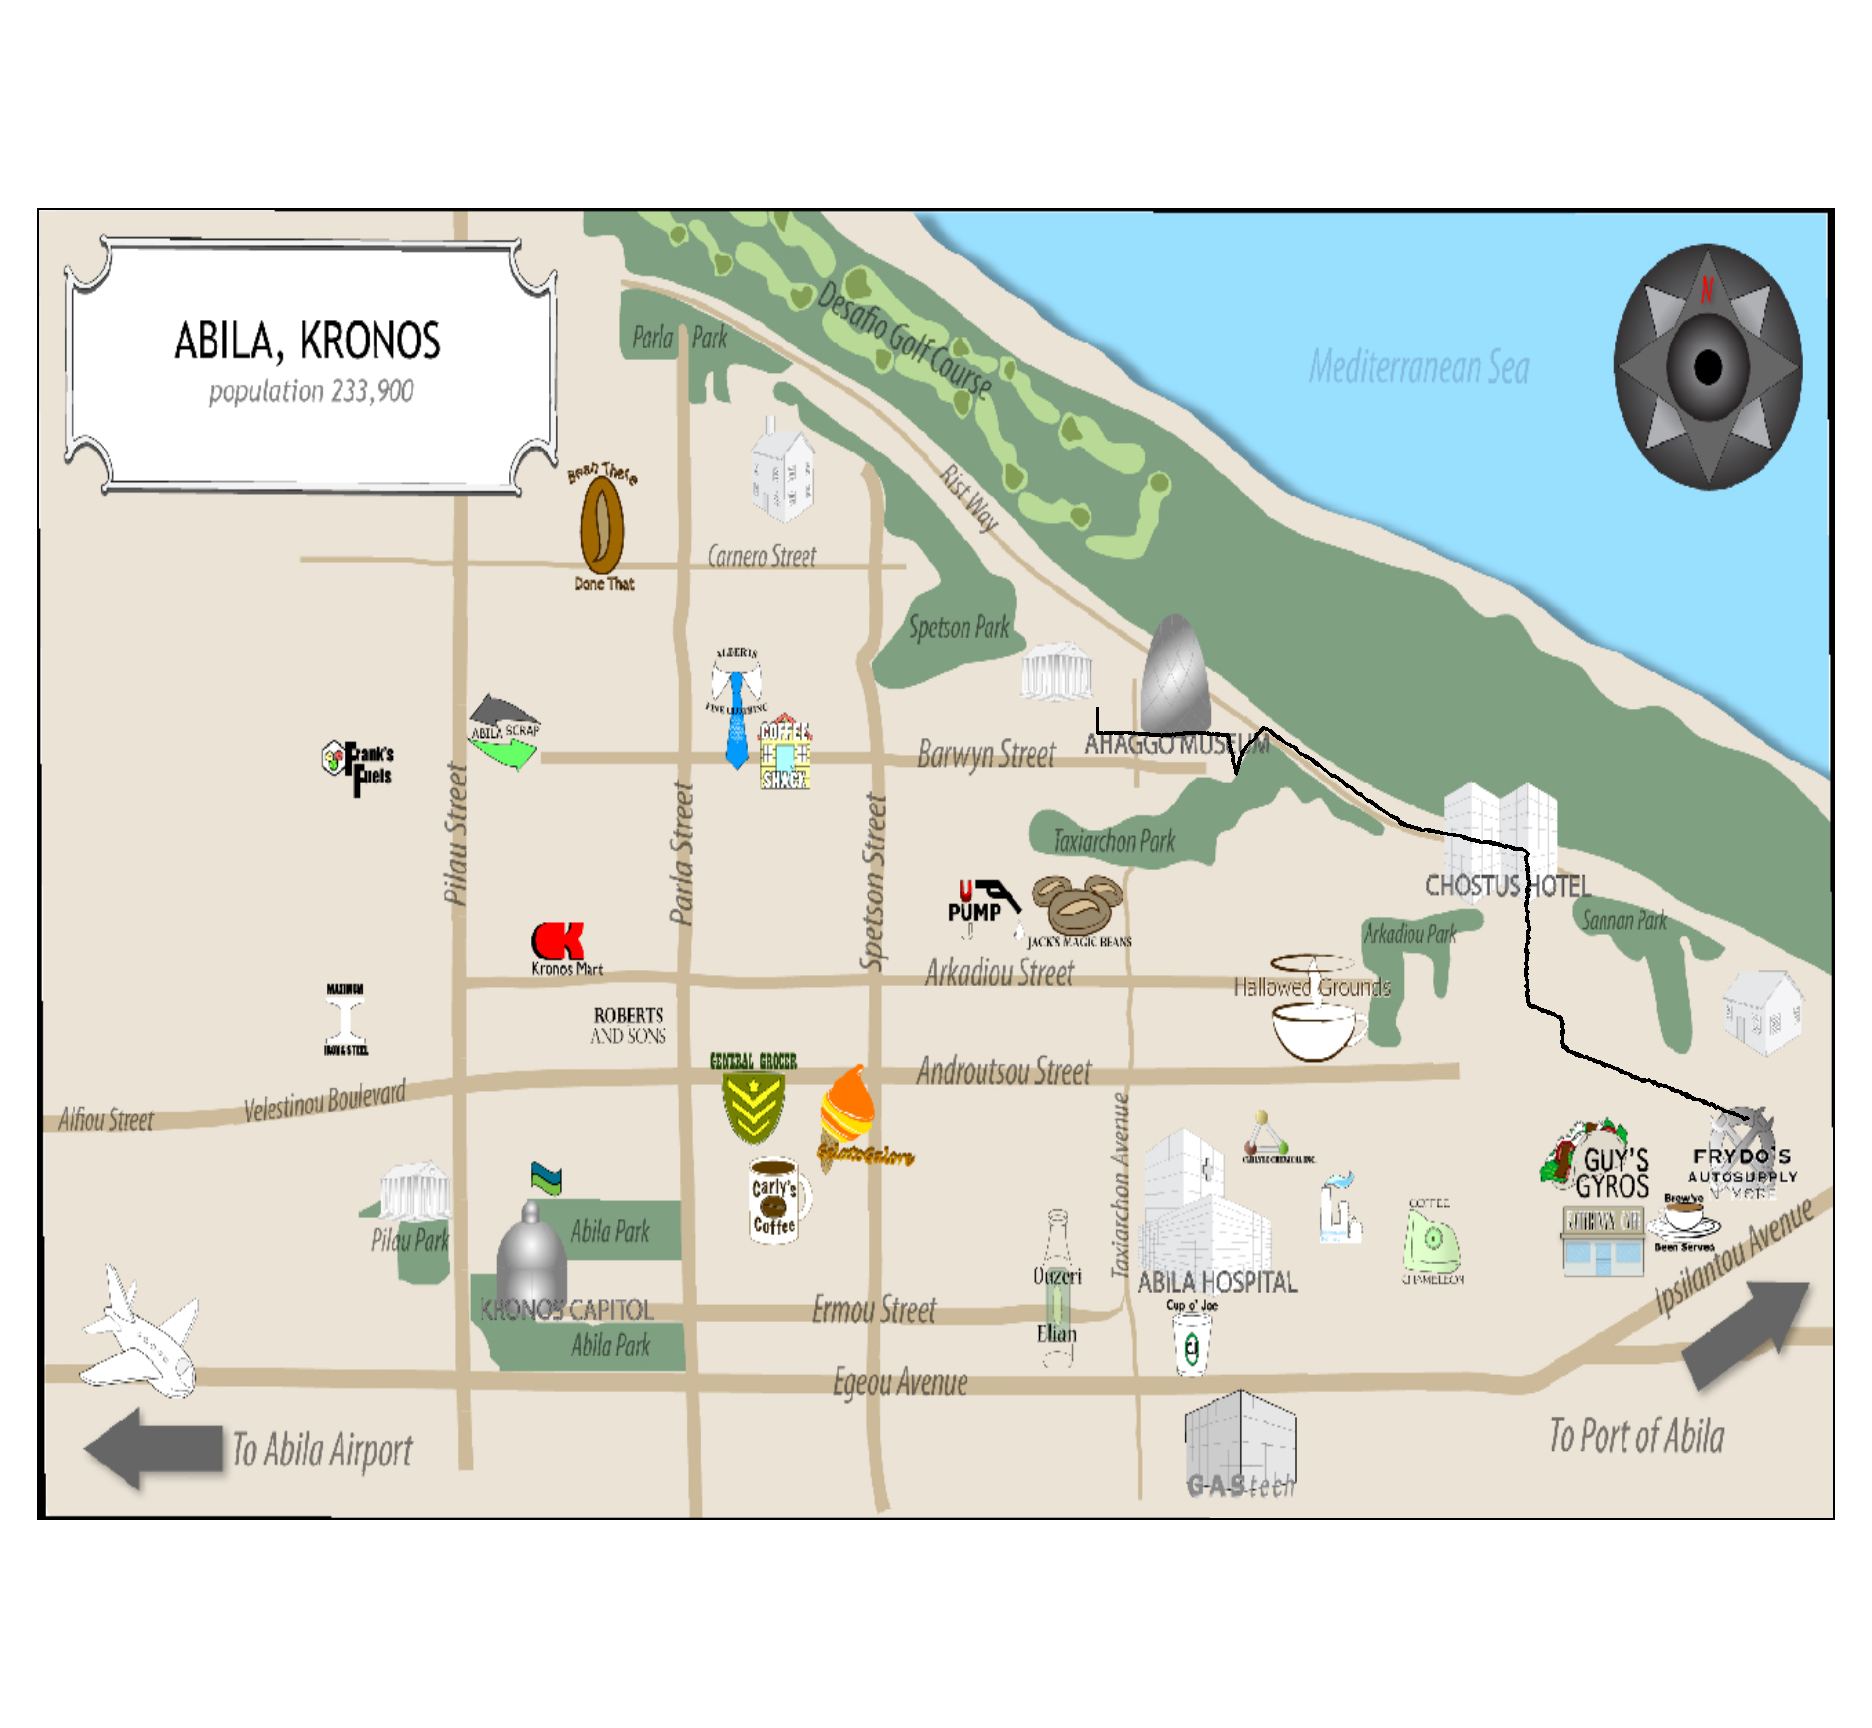 ABILA, KRONOS
population 233,900
N
Mediterranean Sea
Desafio Golf Course
Parla Park
Rist Way
Been There
Done That
Carnero Street
Spetson Park
ALBERTS
FINE CLOTHING
ABILA SCRAP
Frank's
Fuels
COFFEE
SHACK
Barwyn Street
AHAGGO MUSEUM
Pilau Street
Parla Street
Spetson Street
Taxiarchon Park
CHOSTUS HOTEL
U
PUMP
JACK'S MAGIC BEANS
Arkadiou Park
Sannan Park
Kronos Mart
Arkadiou Street
Hallowed Grounds
MAXIMUM
IRON & STEEL
ROBERTS
AND SONS
GENERAL GROCER
Androutsou Street
Alfiou Street
Velestinou Boulevard
GelatoGalore
Taxiarchon Avenue
CARLYLE CHEMICAL INC.
GUY'S
GYROS
FRYDO'S
AUTOSUPPLY
N' MORE
Carly's
Coffee
Pilau Park
Abila Park
COFFEE
CHAMELEON
Brew've
Been Served
Ipsilantou Avenue
Ouzeri
Elian
ABILA HOSPITAL
KRONOS CAPITOL
Ermou Street
Cup o' Joe
Abila Park
Egeou Avenue
To Abila Airport
To Port of Abila
GAStech